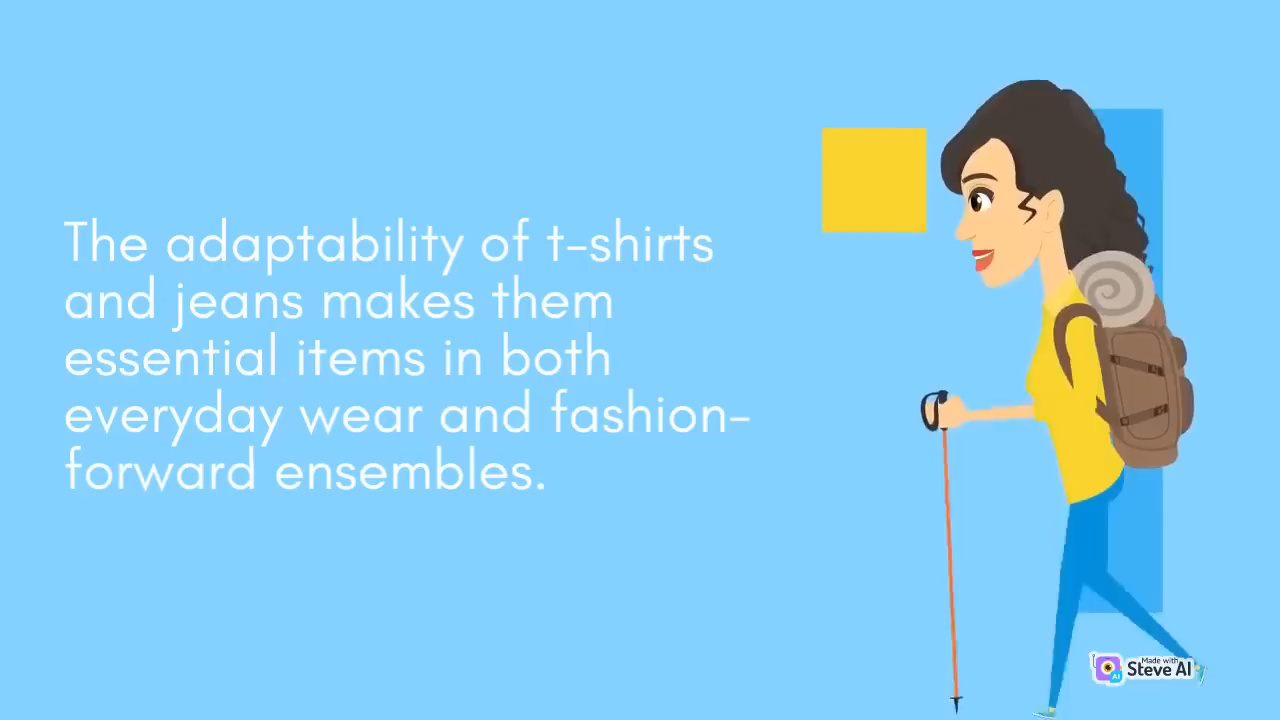 The adaptability of t-shirts
and jeans makes them
essential items in both
everyday wear and fashion-
forward ensembles.
Made with
Steve AI
AI